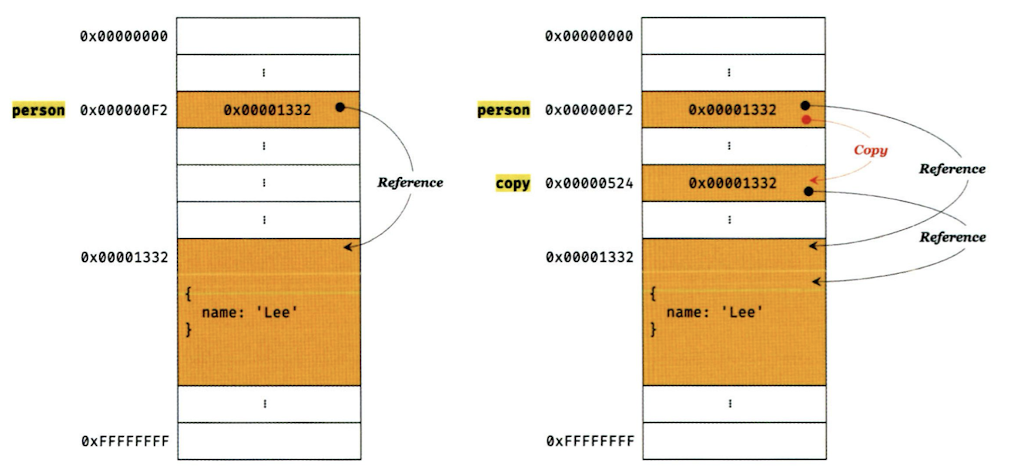 0x00000000
⋮
person 0x000000F2 0x00001332
⋮
Reference
⋮
0x00001332
{
name: 'Lee'
}
⋮
0xFFFFFFFF
0x00000000
⋮
person 0x000000F2 0x00001332
⋮
Copy
Reference
copy 0x00000524 0x00001332
⋮
Reference
0x00001332
{
name: 'Lee'
}
⋮
0xFFFFFFFF